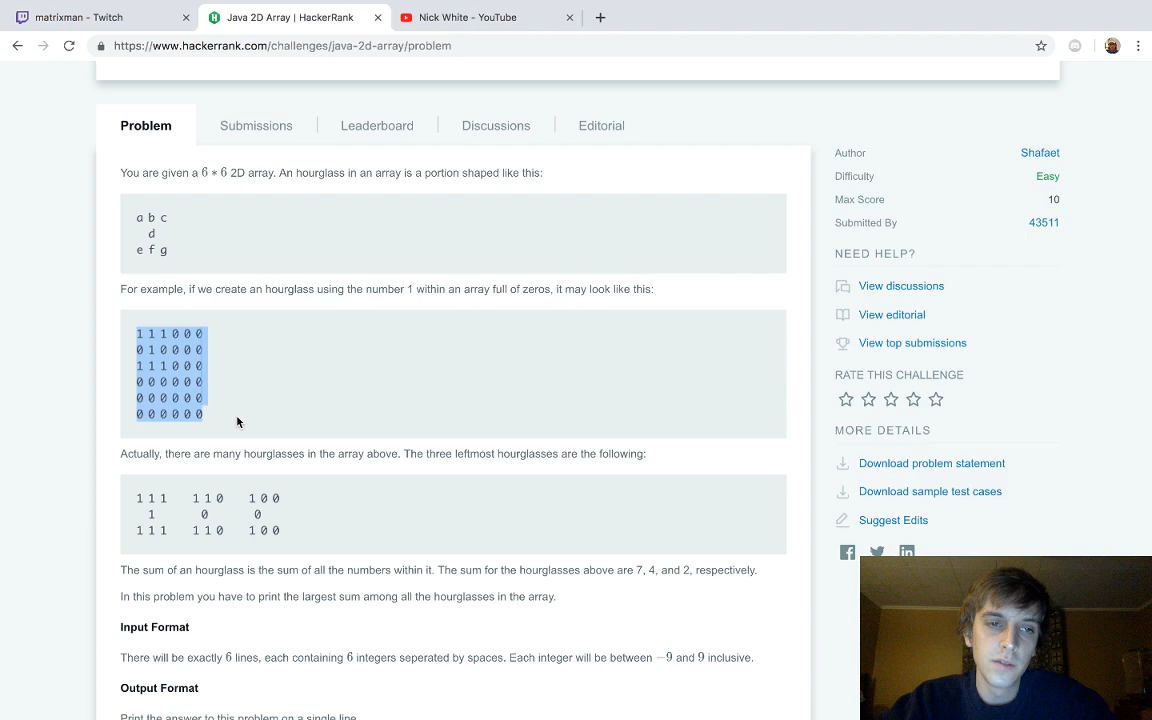 matrixman - Twitch
Java 2D Array | HackerRank
Nick White - YouTube
https://www.hackerrank.com/challenges/java-2d-array/problem
Problem
Submissions
Leaderboard
Discussions
Editorial
You are given a 6 * 6 2D array. An hourglass in an array is a portion shaped like this:
a b c
d
e f g
For example, if we create an hourglass using the number 1 within an array full of zeros, it may look like this:
1 1 1 0 0 0
0 1 0 0 0 0
1 1 1 0 0 0
0 0 0 0 0 0
0 0 0 0 0 0
0 0 0 0 0 0
Actually, there are many hourglasses in the array above. The three leftmost hourglasses are the following:
1 1 1 1 1 0 1 0 0
1 0 0
1 1 1 1 1 0 1 0 0
The sum of an hourglass is the sum of all the numbers within it. The sum for the hourglasses above are 7, 4, and 2, respectively.
In this problem you have to print the largest sum among all the hourglasses in the array.
Input Format
There will be exactly 6 lines, each containing 6 integers seperated by spaces. Each integer will be between −9 and 9 inclusive.
Output Format
Print the answer to this problem on a single line.
Author Shafaet
Difficulty Easy
Max Score 10
Submitted By 43511
NEED HELP?
View discussions
View editorial
View top submissions
RATE THIS CHALLENGE
MORE DETAILS
Download problem statement
Download sample test cases
Suggest Edits